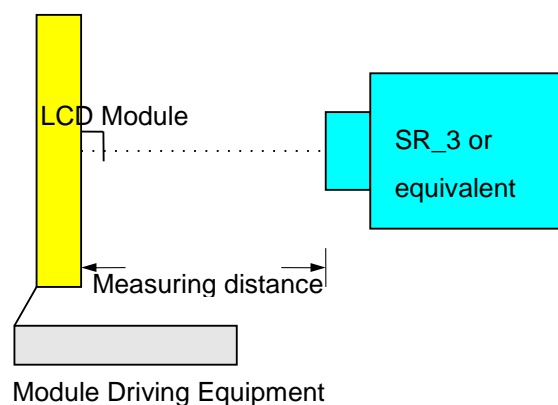 LCD Module
SR_3 or
equivalent
Measuring distance
Module Driving Equipment